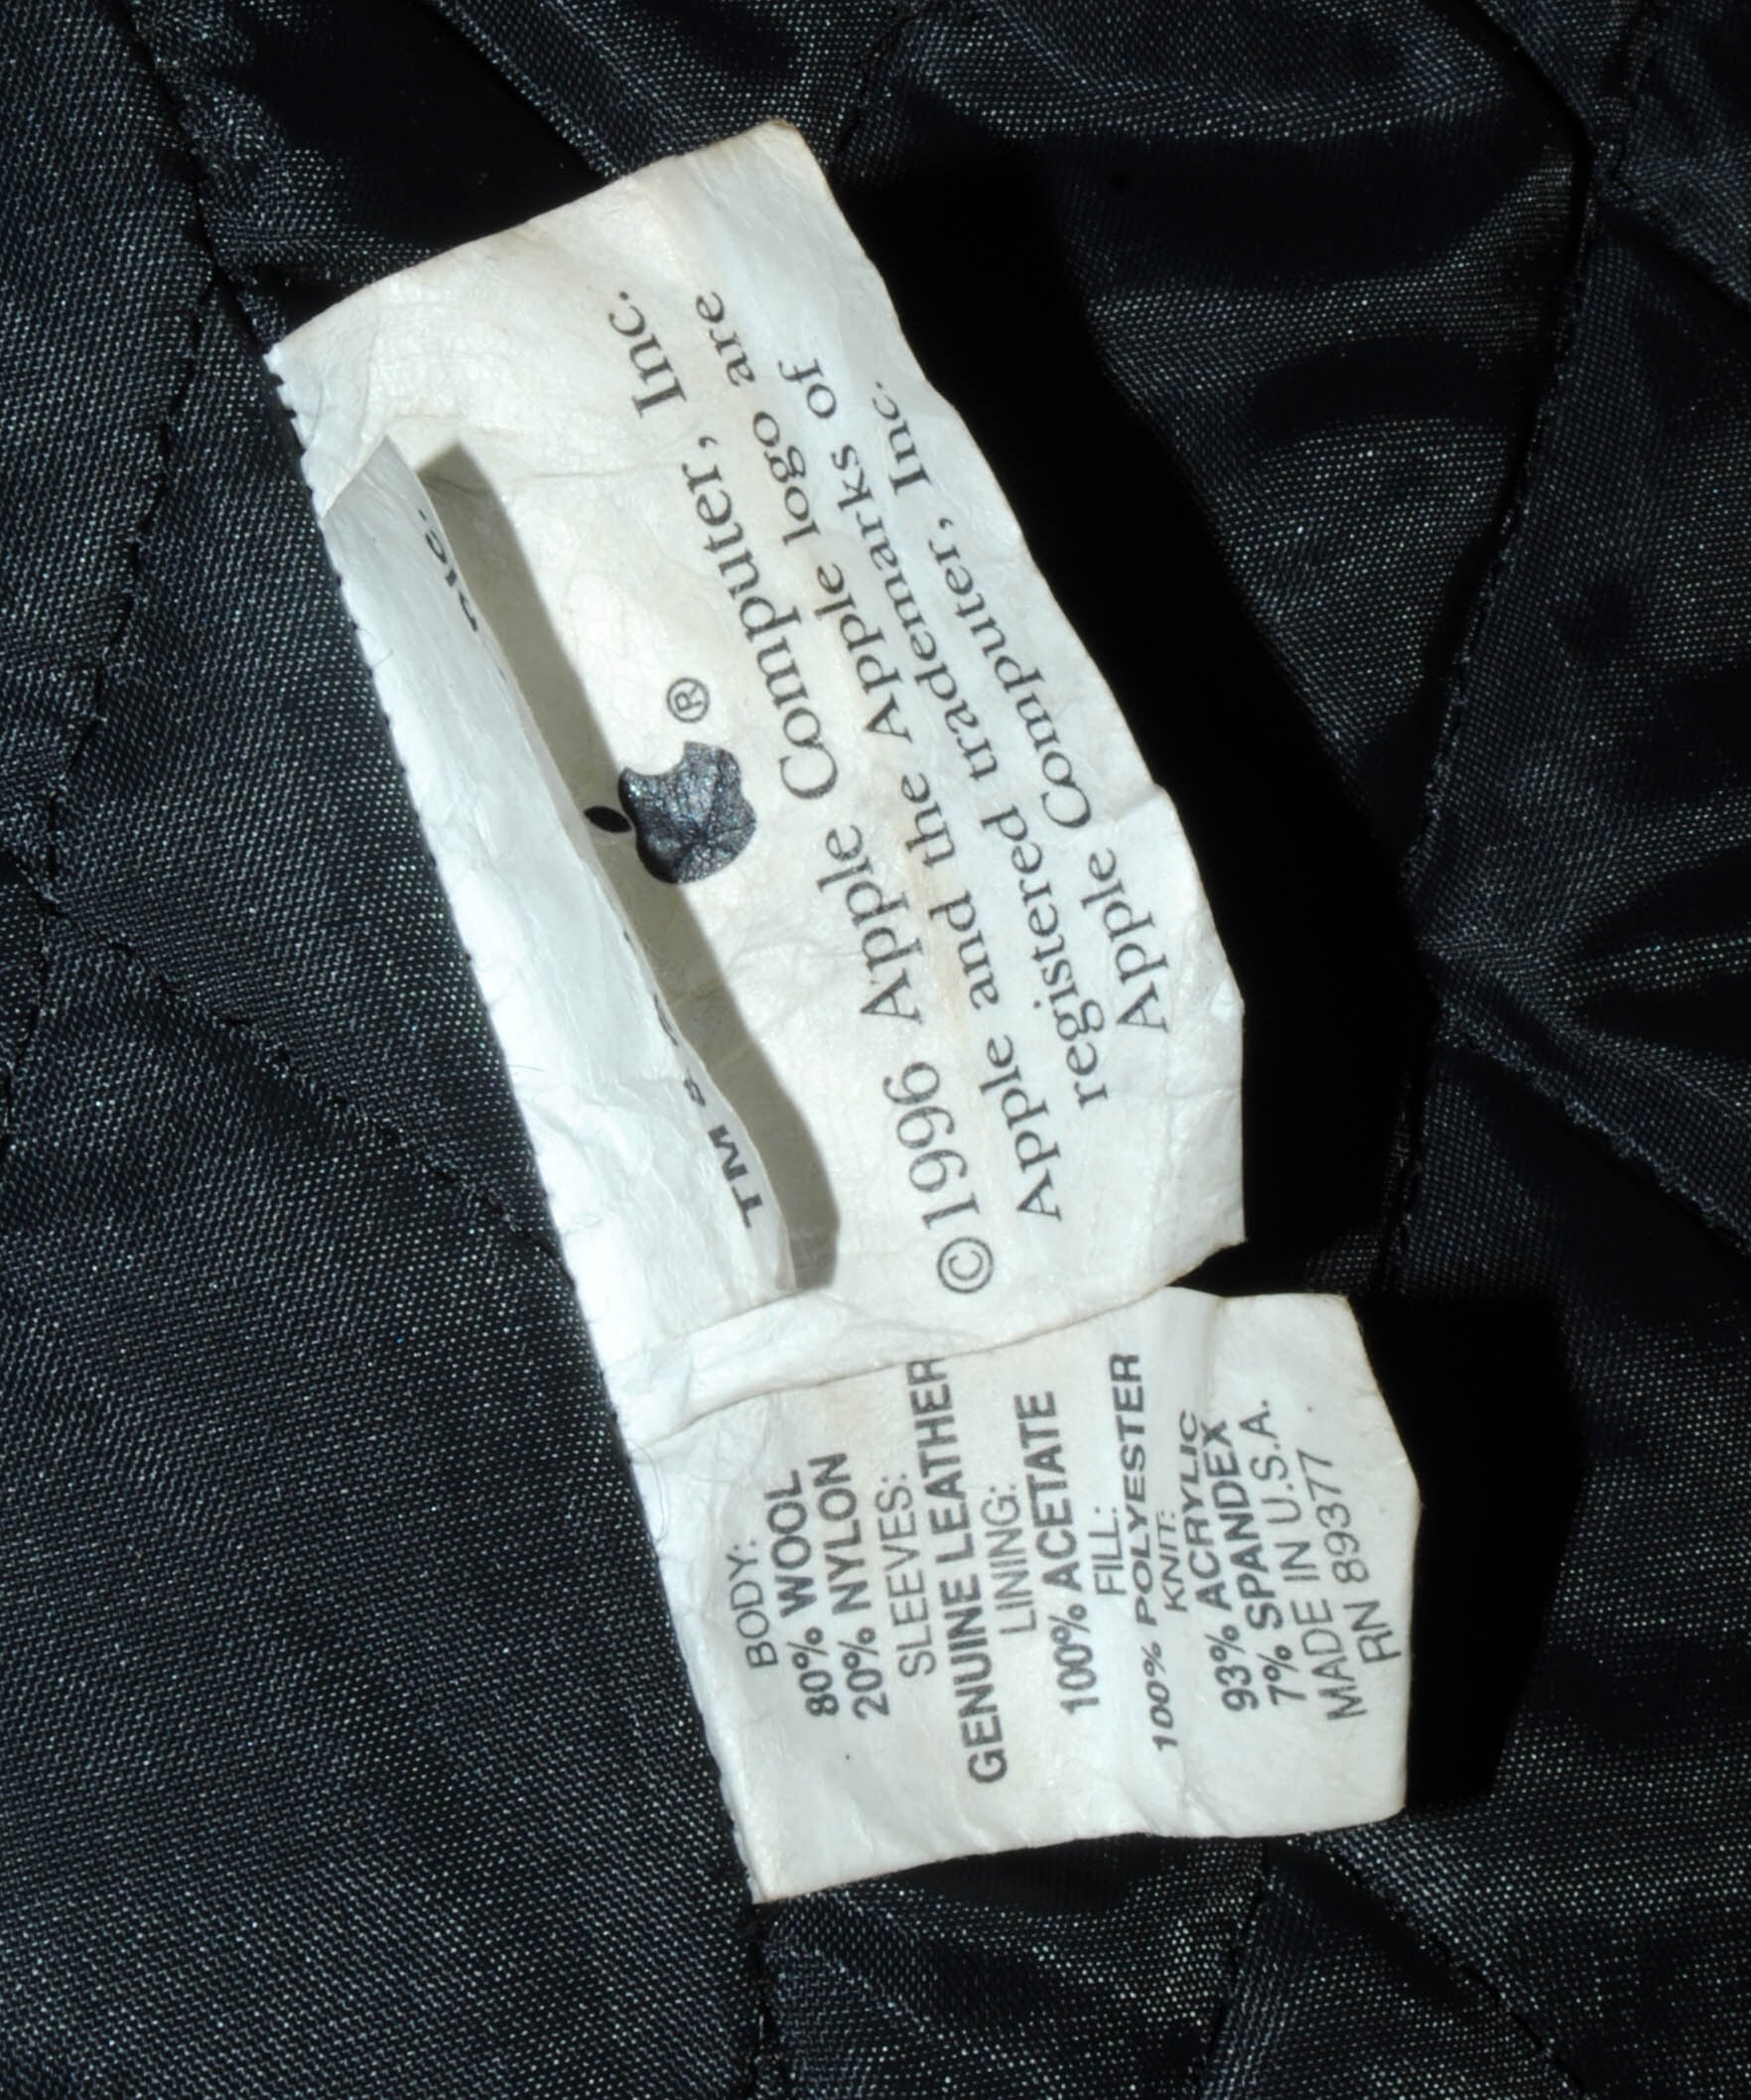 TM &
®
©1996 Apple Computer, Inc.
Apple and the Apple logo are
registered trademarks of
Apple Computer, Inc.
BODY:
80% WOOL
20% NYLON
SLEEVES:
GENUINE LEATHER
LINING:
100% ACETATE
FILL:
100% POLYESTER
KNIT:
93% ACRYLIC
7% SPANDEX
MADE IN U.S.A.
RN 89377